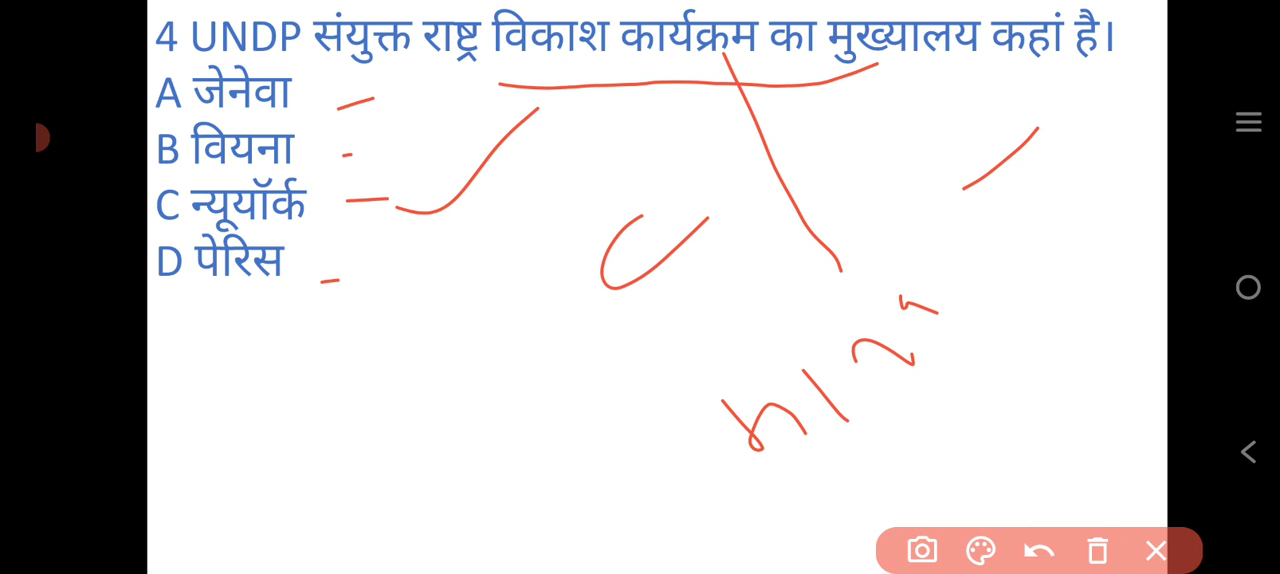 4 UNDP संयुक्त राष्ट्र विकाश कार्यक्रम का मुख्यालय कहां है।
A जेनेवा
B वियना
C न्यूयॉर्क
D पेरिस